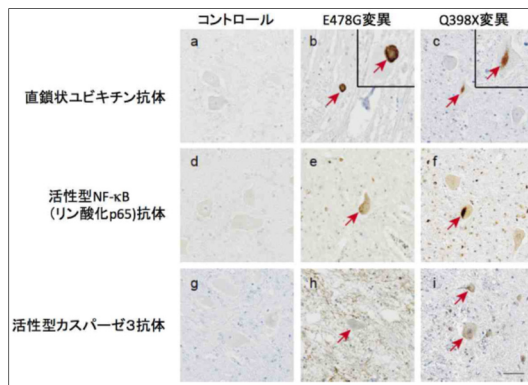 コントロール E478G変異 Q398X変異
a b c
直鎖状ユビキチン抗体
d e f
活性型NF-κB
(リン酸化p65)抗体
g h i
活性型カスパーゼ3抗体